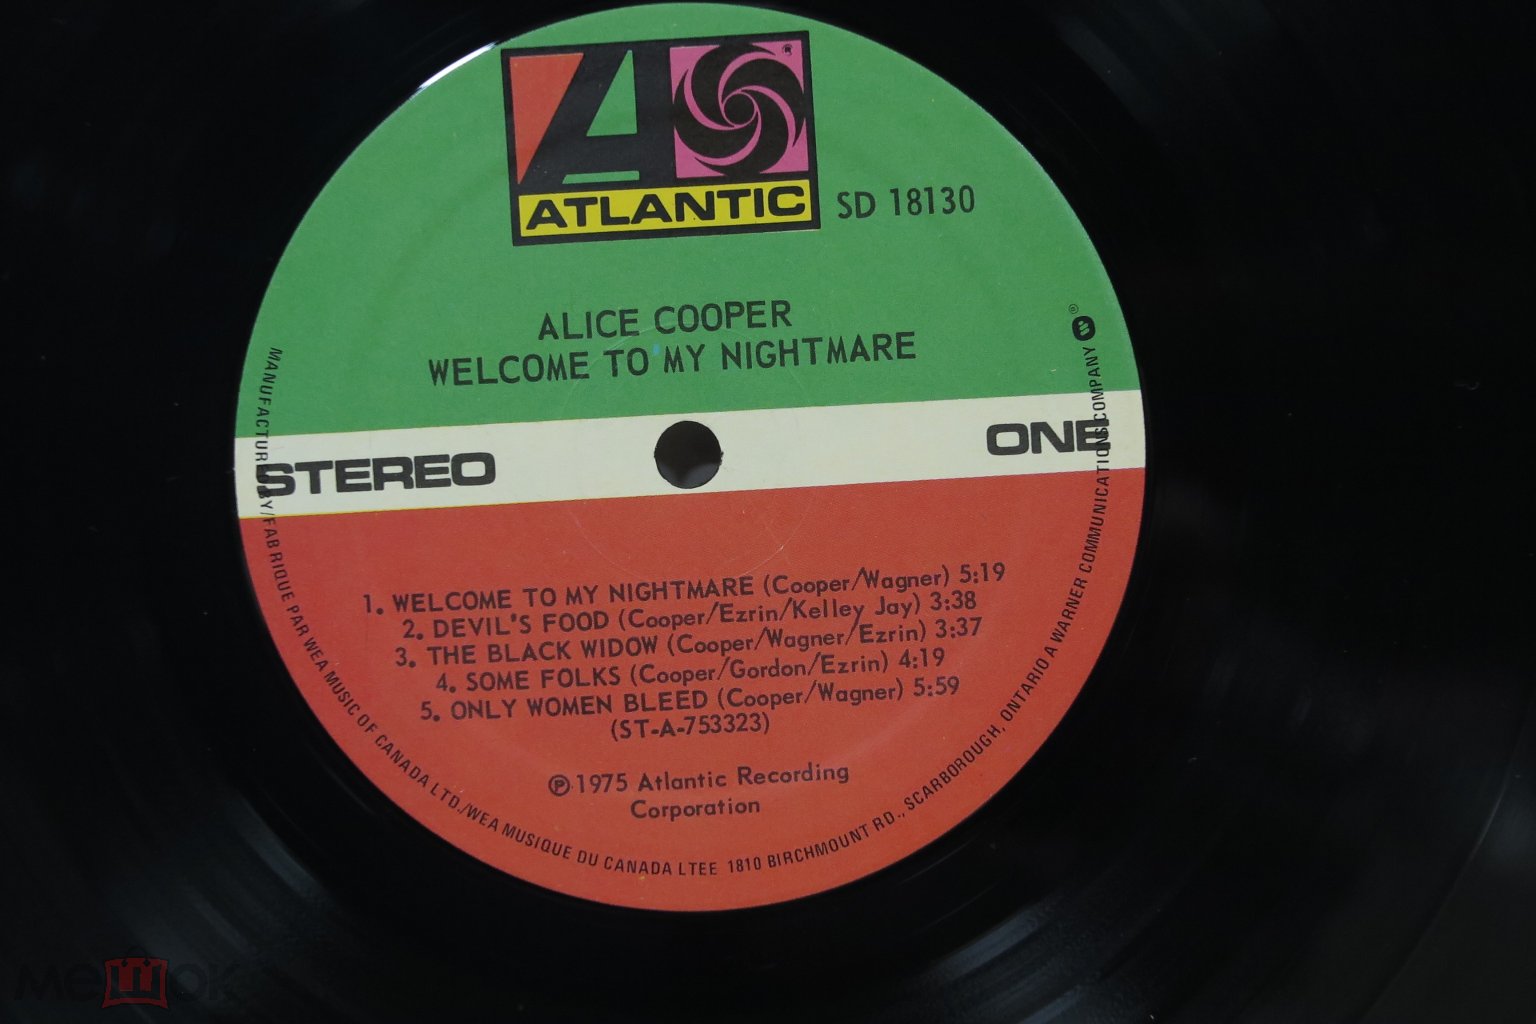 ATLANTIC
®
SD 18130
ALICE COOPER
WELCOME TO MY NIGHTMARE
STEREO
ONE
1. WELCOME TO MY NIGHTMARE (Cooper/Wagner) 5:19
2. DEVIL'S FOOD (Cooper/Ezrin/Kelley Jay) 3:38
3. THE BLACK WIDOW (Cooper/Wagner/Ezrin) 3:37
4. SOME FOLKS (Cooper/Gordon/Ezrin) 4:19
5. ONLY WOMEN BLEED (Cooper/Wagner) 5:59
(ST-A-753323)
℗ 1975 Atlantic Recording
Corporation
MANUFACTURED BY/FABRIQUE PAR WEA MUSIC OF CANADA LTD./WEA MUSIQUE DU CANADA LTEE 1810 BIRCHMOUNT RD., SCARBOROUGH, ONTARIO A WARNER COMMUNICATIONS COMPANY ®
мешок